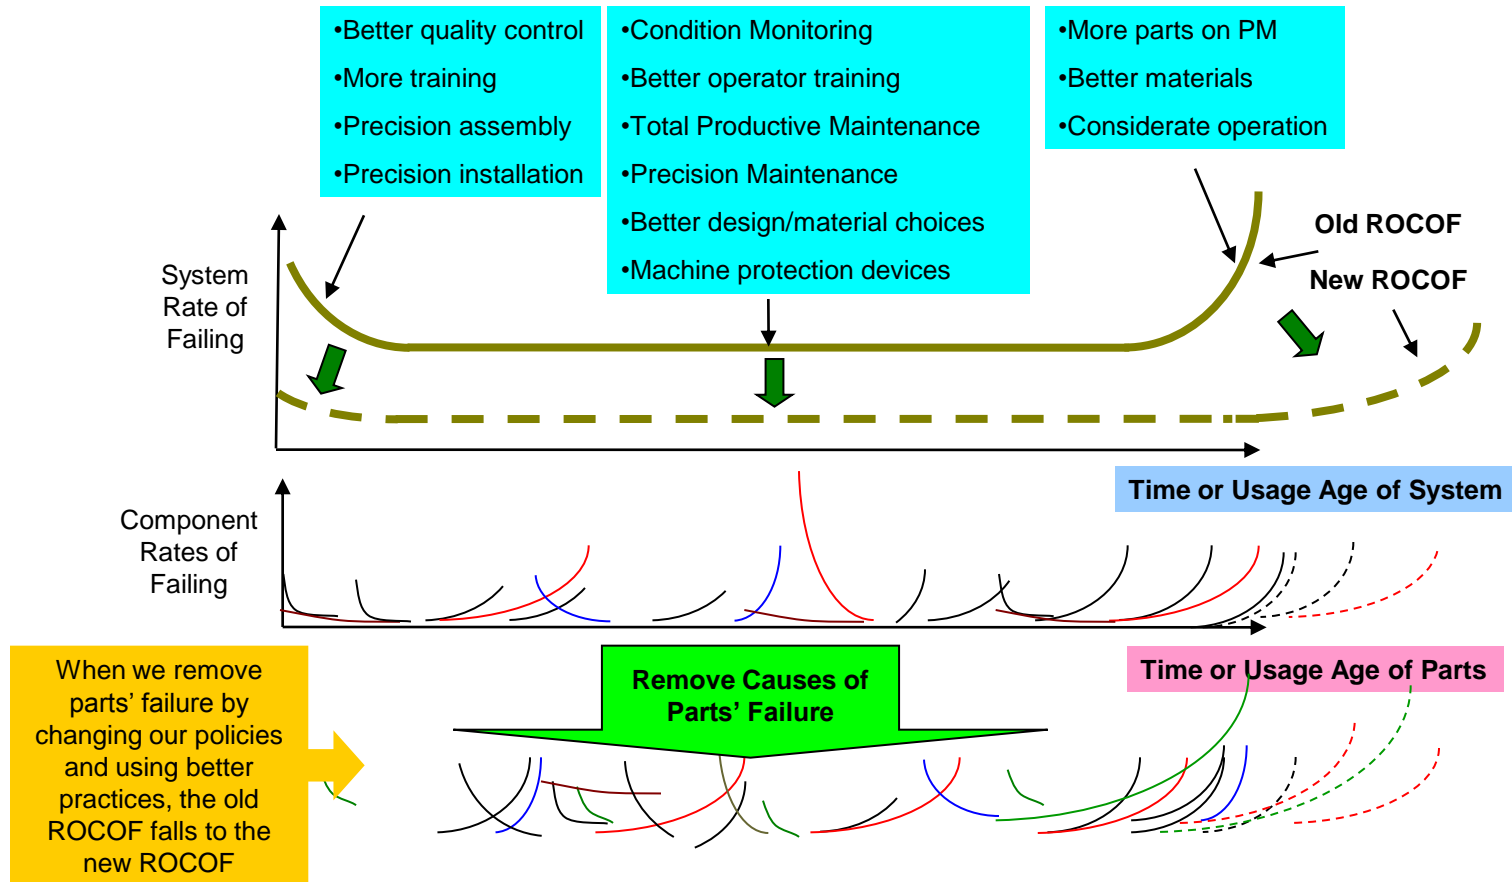 •Better quality control
•More training
•Precision assembly
•Precision installation
•Condition Monitoring
•Better operator training
•Total Productive Maintenance
•Precision Maintenance
•Better design/material choices
•Machine protection devices
•More parts on PM
•Better materials
•Considerate operation
Old ROCOF
New ROCOF
System
Rate of
Failing
Time or Usage Age of System
Component
Rates of
Failing
Time or Usage Age of Parts
When we remove
parts’ failure by
changing our policies
and using better
practices, the old
ROCOF falls to the
new ROCOF
Remove Causes of
Parts’ Failure